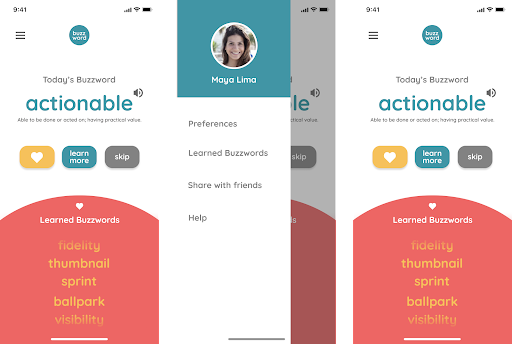 9:41
buzz
word
Today's Buzzword
actionable
Able to be done or acted on; having practical value.
learn
more
skip
Learned Buzzwords
fidelity
thumbnail
sprint
ballpark
visibility
Maya Lima
Preferences
Learned Buzzwords
Share with friends
Help
9:41
buzz
word
Today's Buzzword
actionable
Able to be done or acted on; having practical value.
learn
more
skip
Learned Buzzwords
fidelity
thumbnail
sprint
ballpark
visibility